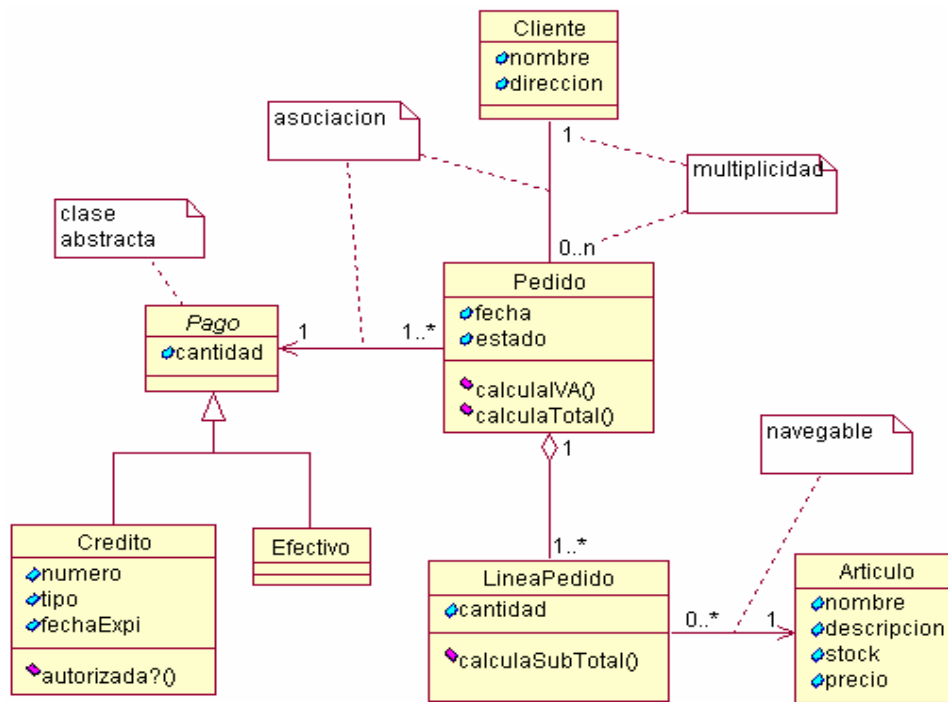 Cliente
nombre
direccion
asociacion
1
multiplicidad
clase
abstracta
0..n
Pedido
fecha
estado
calculaIVA()
calculaTotal()
Pago
cantidad
1
1..*
1
navegable
Credito
numero
tipo
fechaExpi
autorizada?()
Efectivo
1..*
LineaPedido
cantidad
calculaSubTotal()
0..*
1
Articulo
nombre
descripcion
stock
precio